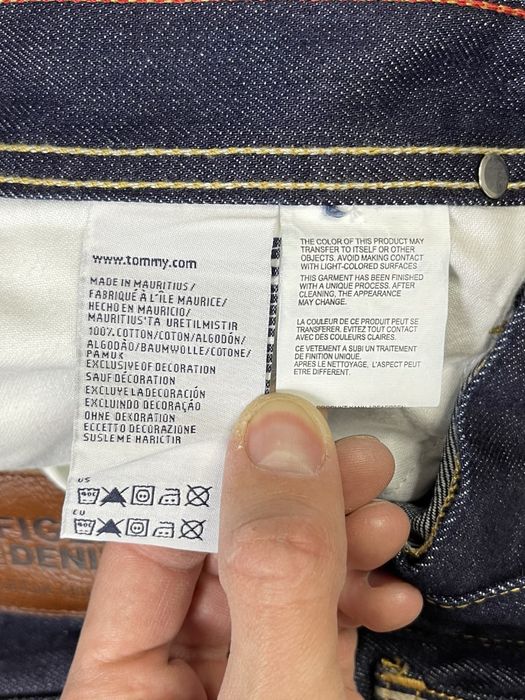 www.tommy.com
MADE IN MAURITIUS/
FABRIQUÉ À L'ÎLE MAURICE/
HECHO EN MAURICIO/
MAURITIUS'TA URETILMISTIR
100% COTTON/COTON/ALGODÓN/
ALGODÃO/BAUMWOLLE/COTONE/
PAMUK
EXCLUSIVE OF DECORATION
SAUF DÉCORATION
EXCLUYE LA DECORACIÓN
EXCLUINDO DECORAÇÃO
OHNE DEKORATION
ECCETTO DECORAZIONE
SUSLEME HARICTIR
US
EU
THE COLOR OF THIS PRODUCT MAY
TRANSFER TO ITSELF OR OTHER
OBJECTS. AVOID MAKING CONTACT
WITH LIGHT-COLORED SURFACES
THIS GARMENT HAS BEEN FINISHED
WITH A UNIQUE PROCESS. AFTER
CLEANING, THE APPEARANCE
MAY CHANGE.
LA COULEUR DE CE PRODUIT PEUT SE
TRANSFÉRER. EVITEZ TOUT CONTACT
AVEC DES COULEURS CLAIRES.
CE VETEMENT A SUBI UN TRAITEMENT
DE FINITION UNIQUE.
APRES LE NETTOYAGE, L'ASPECT PEUT
ETRE DIFFERENT.
DENI